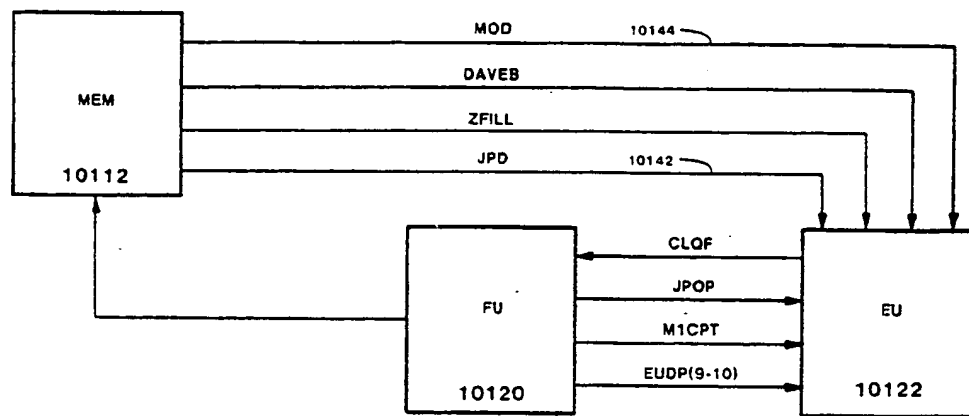 MOD
10144
DAVEB
MEM
ZFILL
JPD
10142
10112
CLQF
JPOP
FU
EU
M1CPT
EUDP(9-10)
10120
10122